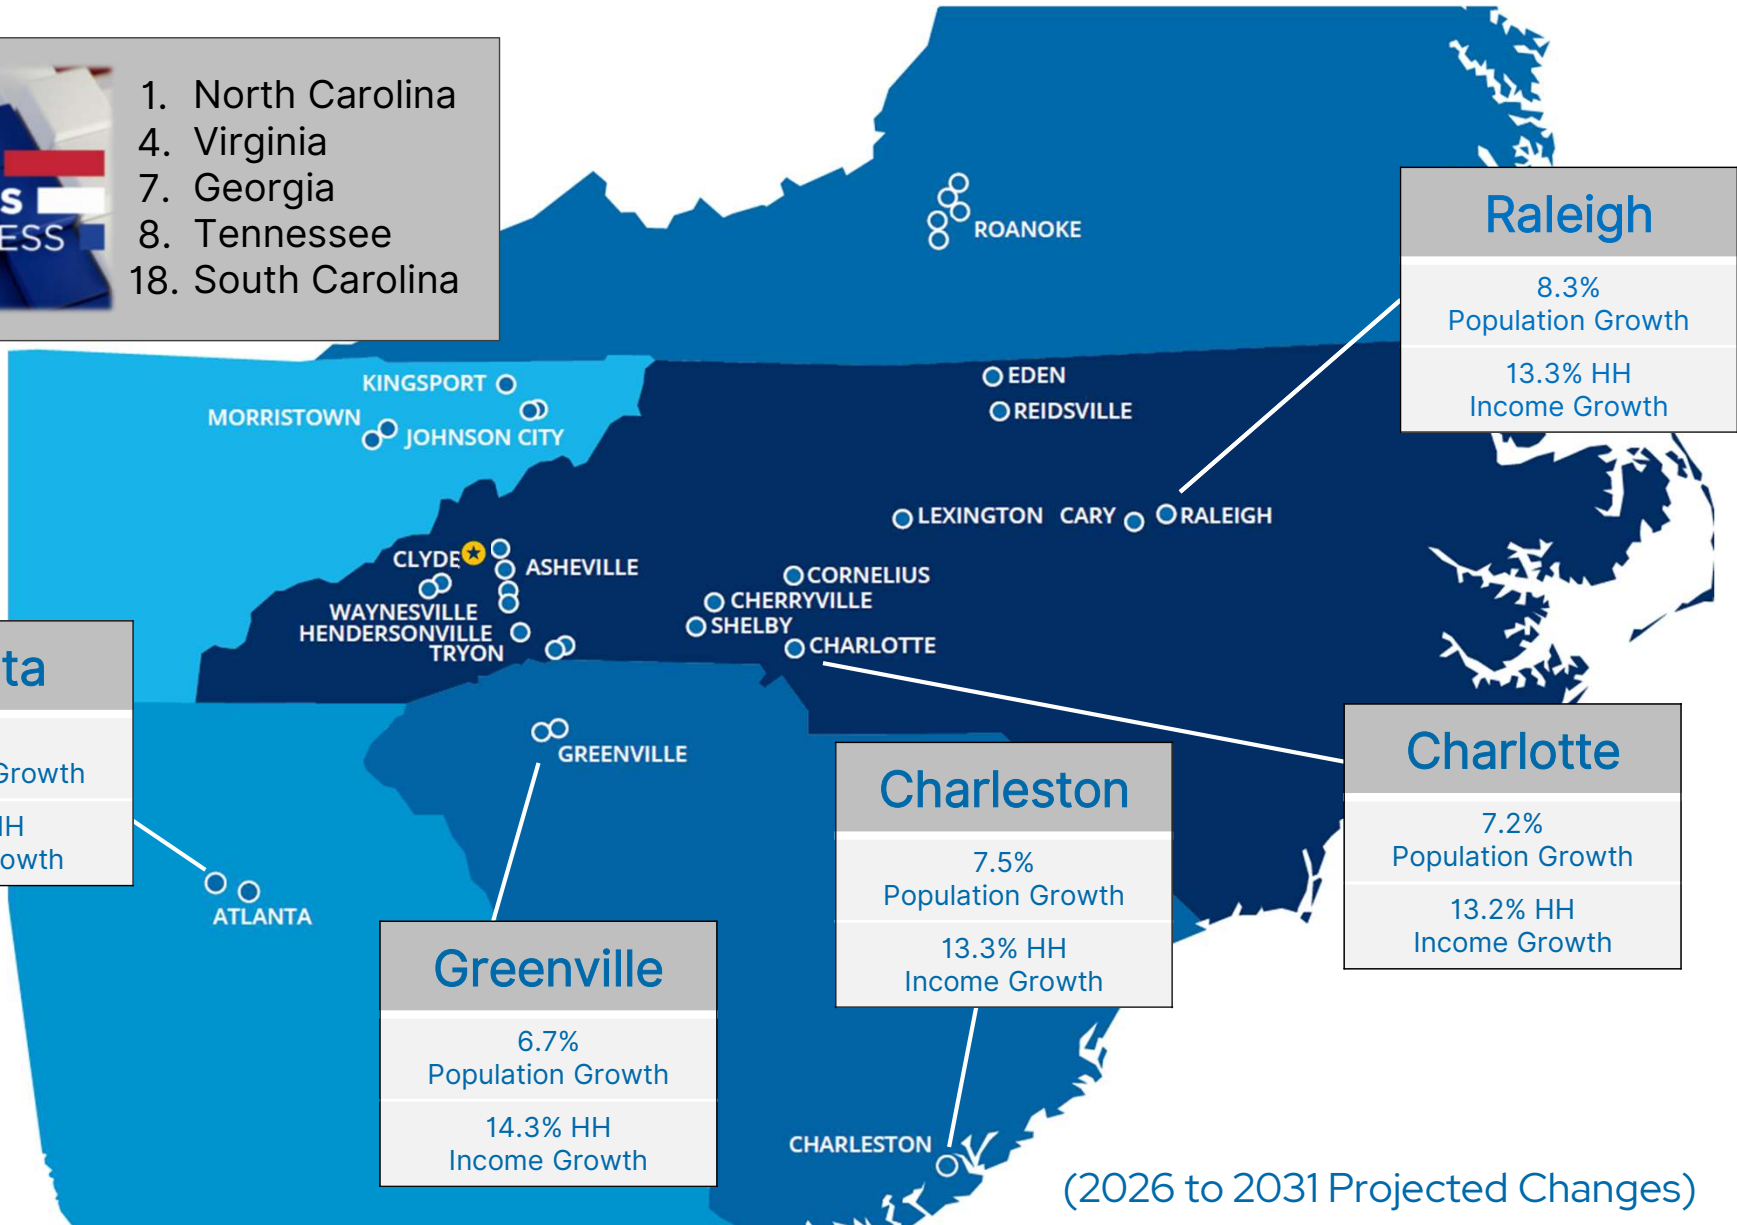 1. North Carolina
4. Virginia
7. Georgia
8. Tennessee
18. South Carolina
S
ESS
ROANOKE
Raleigh
8.3%
Population Growth
13.3% HH
Income Growth
KINGSPORT
MORRISTOWN
JOHNSON CITY
EDEN
REIDSVILLE
LEXINGTON CARY RALEIGH
CLYDE
ASHEVILLE
WAYNESVILLE
HENDERSONVILLE
TRYON
CORNELIUS
CHERRYVILLE
SHELBY
CHARLOTTE
ta
Growth
HH
owth
ATLANTA
GREENVILLE
Greenville
6.7%
Population Growth
14.3% HH
Income Growth
Charleston
7.5%
Population Growth
13.3% HH
Income Growth
Charlotte
7.2%
Population Growth
13.2% HH
Income Growth
CHARLESTON
(2026 to 2031 Projected Changes)